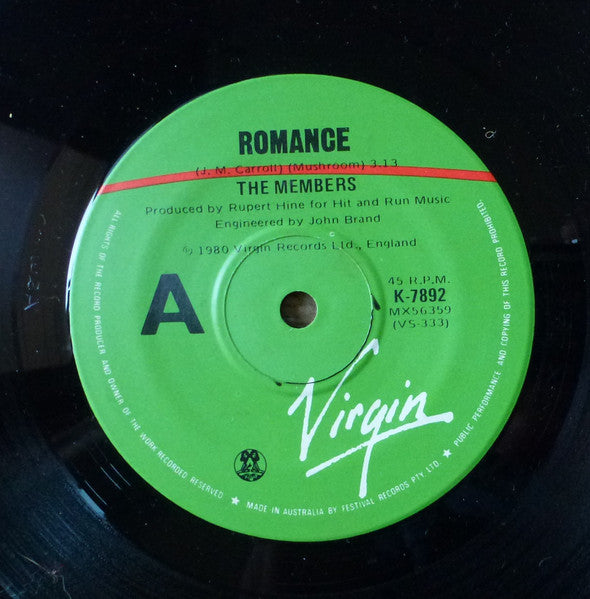 ROMANCE
(J. M. Carroll) (Mushroom) 3.13
THE MEMBERS
Produced by Rupert Hine for Hit and Run Music
Engineered by John Brand
℗ 1980 Virgin Records Ltd., England
A
45 R.P.M.
K-7892
MX56359
(VS-333)
Virgin
ALL RIGHTS OF THE RECORD PRODUCER AND OWNER OF THE WORK RECORDED RESERVED ★ MADE IN AUSTRALIA BY FESTIVAL RECORDS PTY. LTD. ★ PUBLIC PERFORMANCE AND COPYING OF THIS RECORD PROHIBITED.